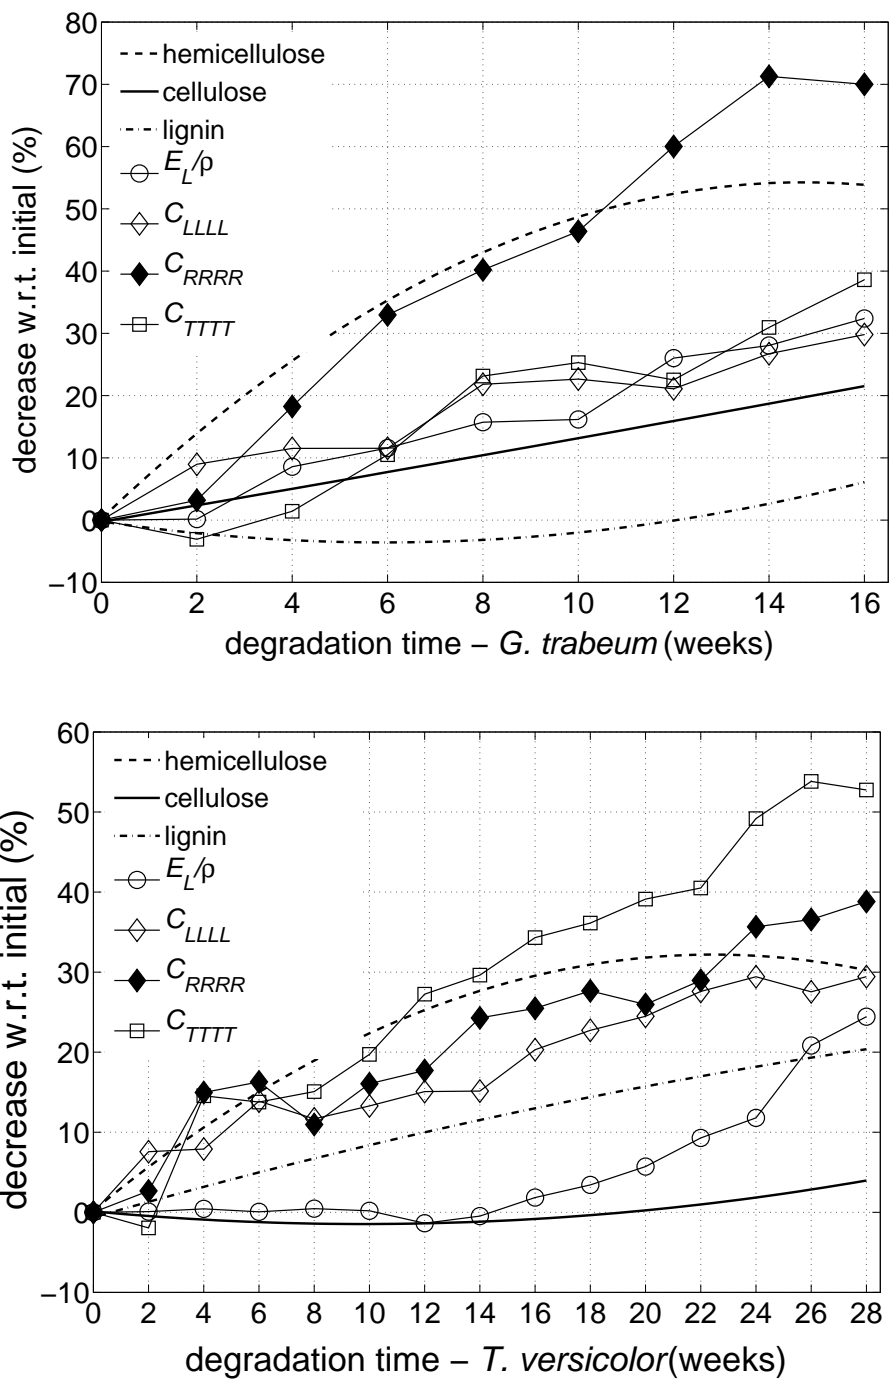 80
70
60
50
40
30
20
10
0
−10
decrease w.r.t. initial (%)
hemicellulose
cellulose
lignin
E_L/ρ
C_LLLL
C_RRRR
C_TTTT
0 2 4 6 8 10 12 14 16
degradation time − G. trabeum (weeks)
60
50
40
30
20
10
0
−10
decrease w.r.t. initial (%)
hemicellulose
cellulose
lignin
E_L/ρ
C_LLLL
C_RRRR
C_TTTT
0 2 4 6 8 10 12 14 16 18 20 22 24 26 28
degradation time − T. versicolor(weeks)